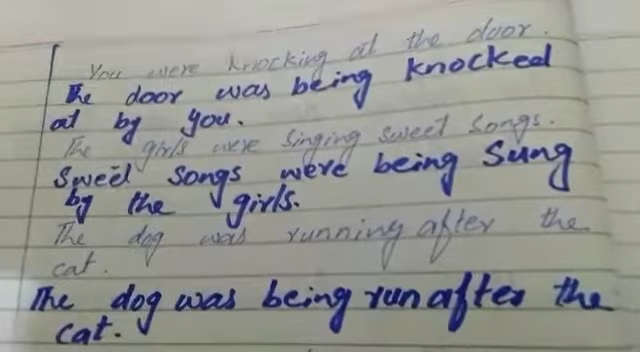 You were knocking at the door.
The door was being knocked
at by you.
The girls were singing sweet songs.
Sweet songs were being sung
by the girls.
The dog was running after the
cat.
The dog was being run after the
cat.